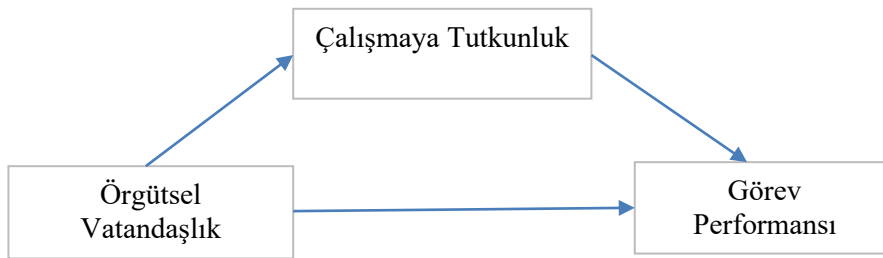 Çalışmaya Tutkunluk
Örgütsel
Vatandaşlık
Görev
Performansı